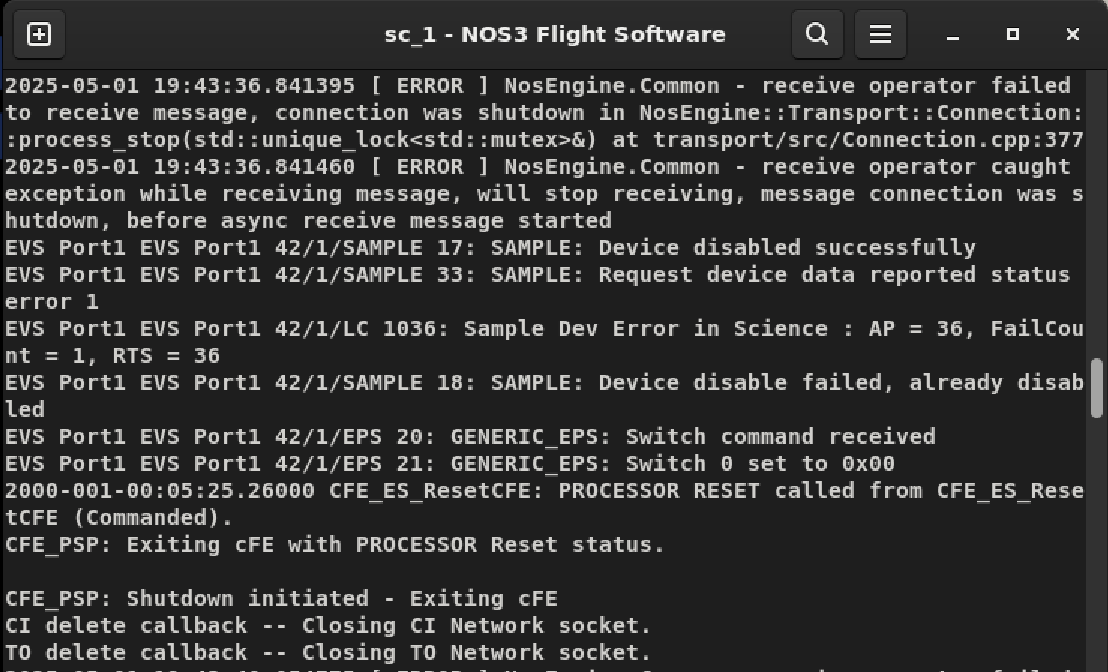 sc_1 - NOS3 Flight Software
2025-05-01 19:43:36.841395 [ ERROR ] NosEngine.Common - receive operator failed
to receive message, connection was shutdown in NosEngine::Transport::Connection:
:process_stop(std::unique_lock<std::mutex>&) at transport/src/Connection.cpp:377
2025-05-01 19:43:36.841460 [ ERROR ] NosEngine.Common - receive operator caught
exception while receiving message, will stop receiving, message connection was s
hutdown, before async receive message started
EVS Port1 EVS Port1 42/1/SAMPLE 17: SAMPLE: Device disabled successfully
EVS Port1 EVS Port1 42/1/SAMPLE 33: SAMPLE: Request device data reported status
error 1
EVS Port1 EVS Port1 42/1/LC 1036: Sample Dev Error in Science : AP = 36, FailCou
nt = 1, RTS = 36
EVS Port1 EVS Port1 42/1/SAMPLE 18: SAMPLE: Device disable failed, already disab
led
EVS Port1 EVS Port1 42/1/EPS 20: GENERIC_EPS: Switch command received
EVS Port1 EVS Port1 42/1/EPS 21: GENERIC_EPS: Switch 0 set to 0x00
2000-001-00:05:25.26000 CFE_ES_ResetCFE: PROCESSOR RESET called from CFE_ES_Rese
tCFE (Commanded).
CFE_PSP: Exiting cFE with PROCESSOR Reset status.
CFE_PSP: Shutdown initiated - Exiting cFE
CI delete callback -- Closing CI Network socket.
TO delete callback -- Closing TO Network socket.